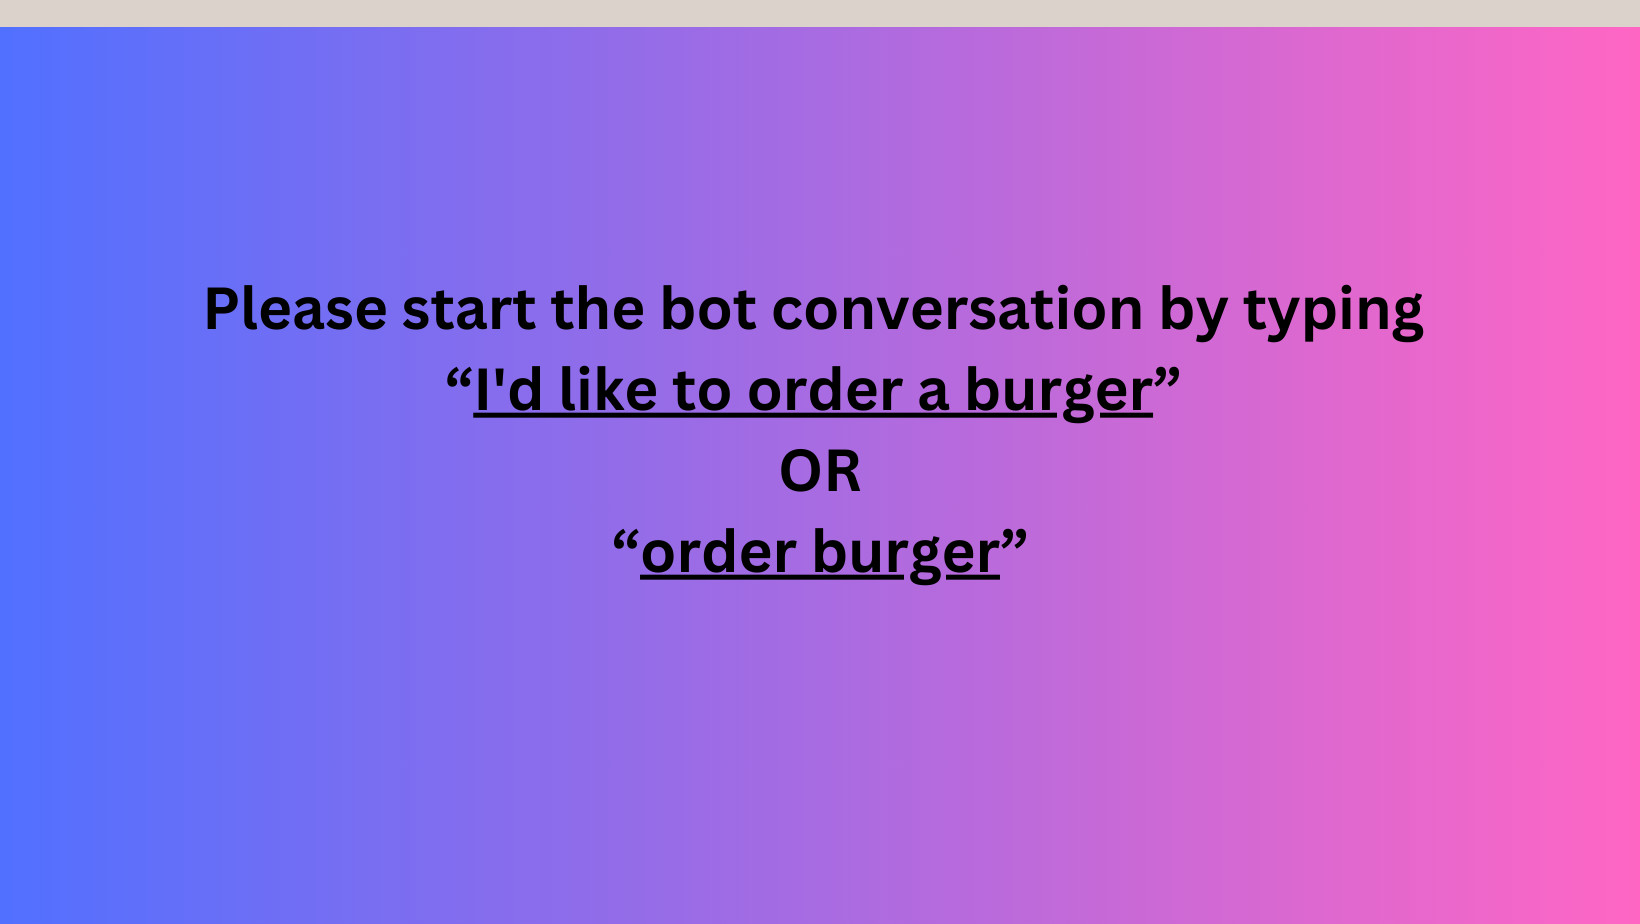 Please start the bot conversation by typing
“I'd like to order a burger”
OR
“order burger”